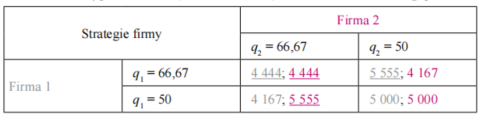 Strategie firmy Firma 2
q₂ = 66,67 q₂ = 50
Firma 1 q₁ = 66,67 4 444; 4 444 5 555; 4 167
q₁ = 50 4 167; 5 555 5 000; 5 000